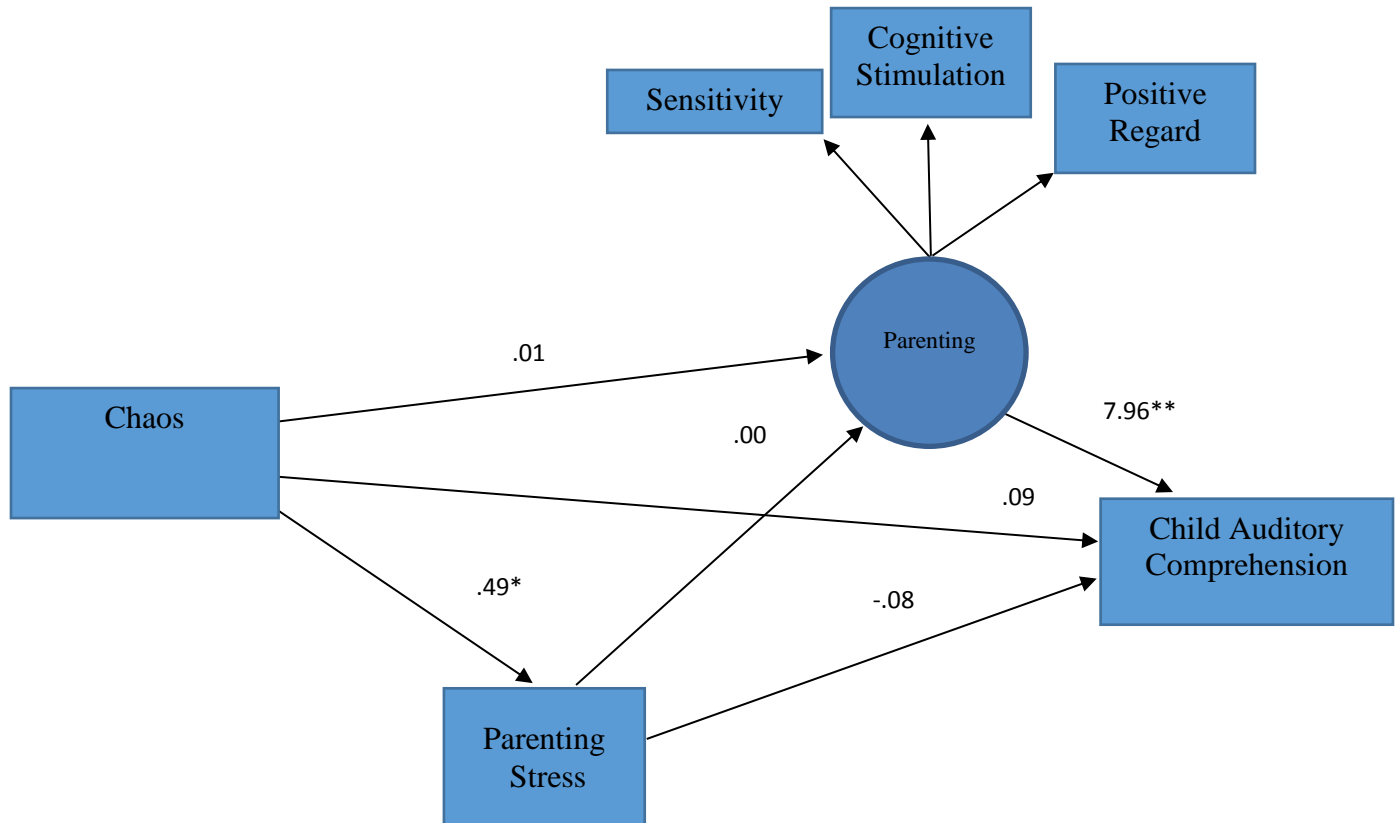 Cognitive
Stimulation
Sensitivity
Positive
Regard
Parenting
.01
Chaos
7.96**
.00
.09
Child Auditory
Comprehension
.49*
-.08
Parenting
Stress